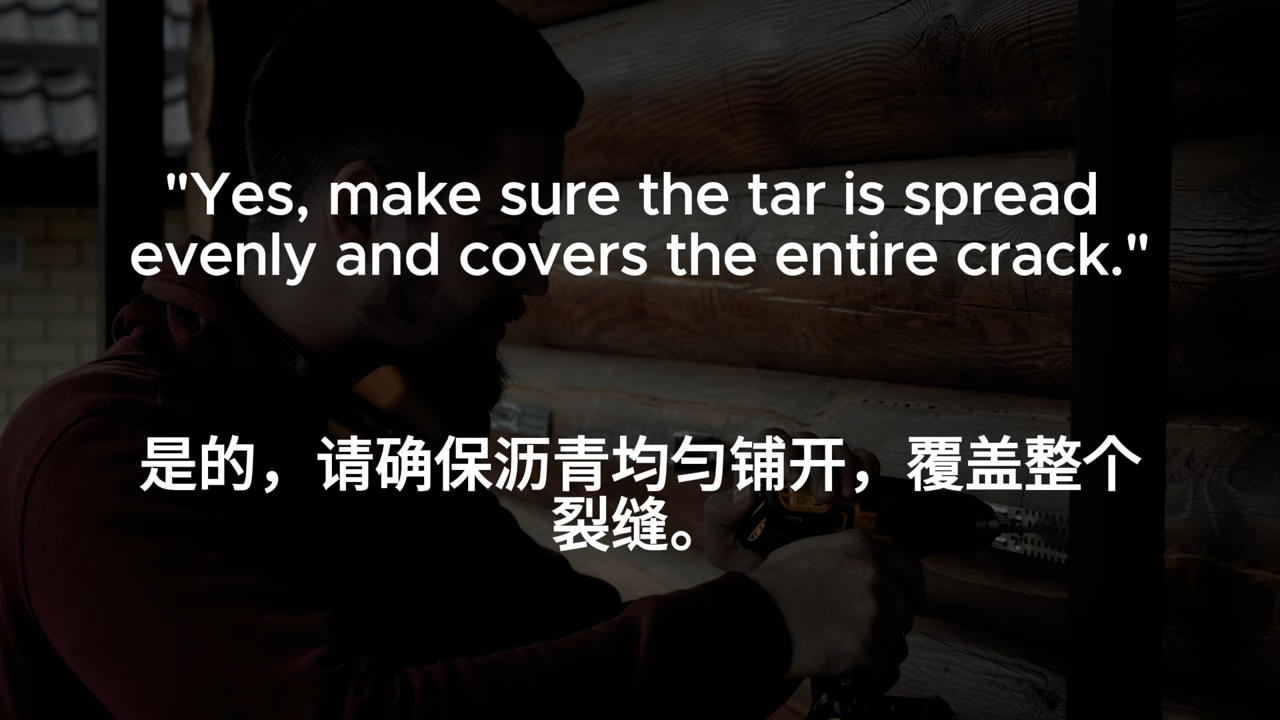 "Yes, make sure the tar is spread
evenly and covers the entire crack."
是的，请确保沥青均匀铺开，覆盖整个
裂缝。